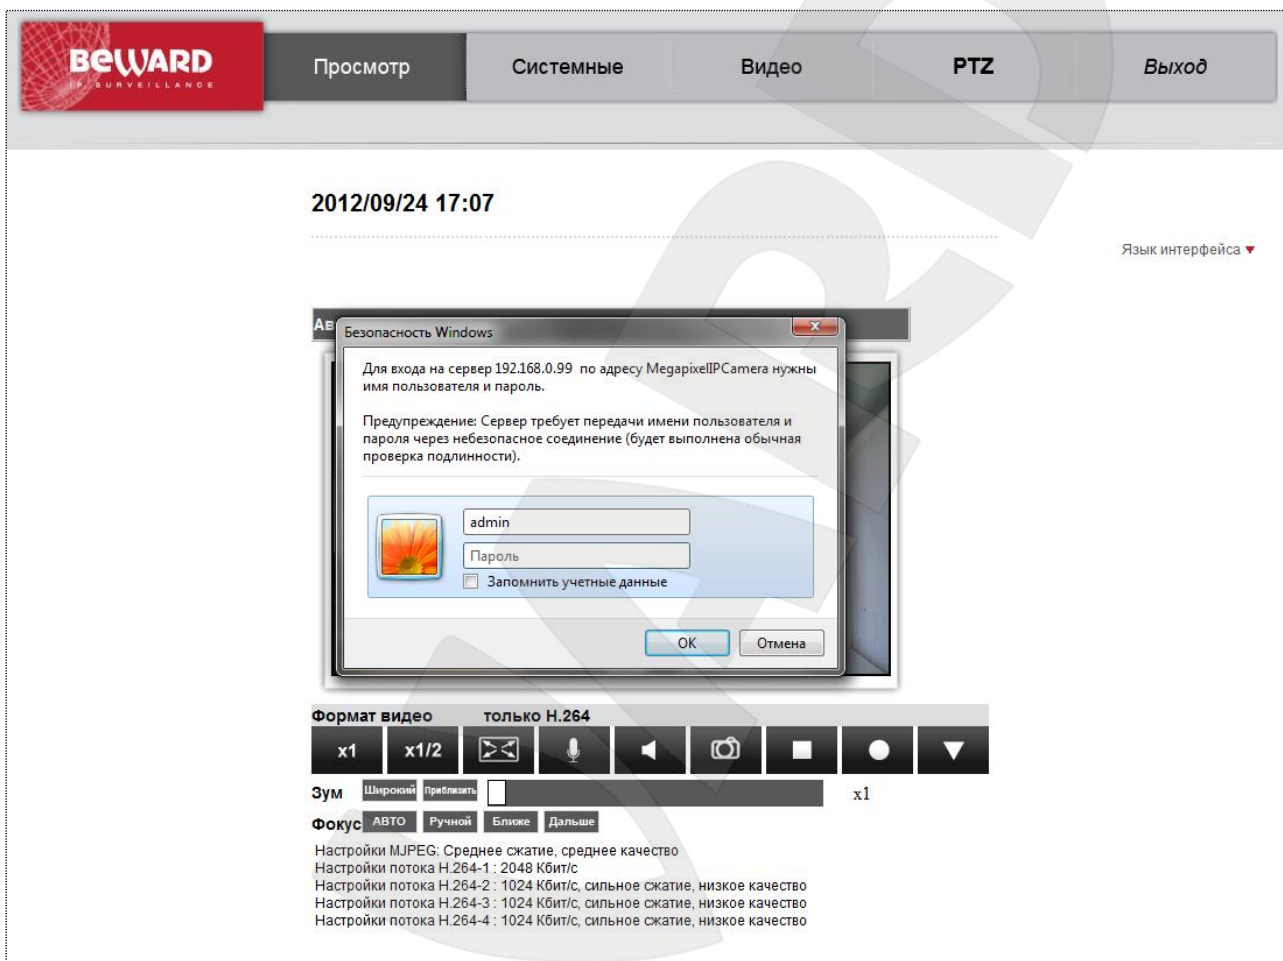 BEWARD
IP SURVEILLANCE
Просмотр
Системные
Видео
PTZ
Выход
2012/09/24 17:07
Язык интерфейса
Ав
Безопасность Windows
Для входа на сервер 192.168.0.99 по адресу MegapixelIPCamera нужны
имя пользователя и пароль.
Предупреждение: Сервер требует передачи имени пользователя и
пароля через небезопасное соединение (будет выполнена обычная
проверка подлинности).
admin
Пароль
Запомнить учетные данные
ОК
Отмена
Формат видео только H.264
x1 x1/2
Зум Широкий Приблизить x1
Фокус АВТО Ручной Ближе Дальше
Настройки MJPEG: Среднее сжатие, среднее качество
Настройки потока H.264-1 : 2048 Кбит/с
Настройки потока H.264-2 : 1024 Кбит/с, сильное сжатие, низкое качество
Настройки потока H.264-3 : 1024 Кбит/с, сильное сжатие, низкое качество
Настройки потока H.264-4 : 1024 Кбит/с, сильное сжатие, низкое качество